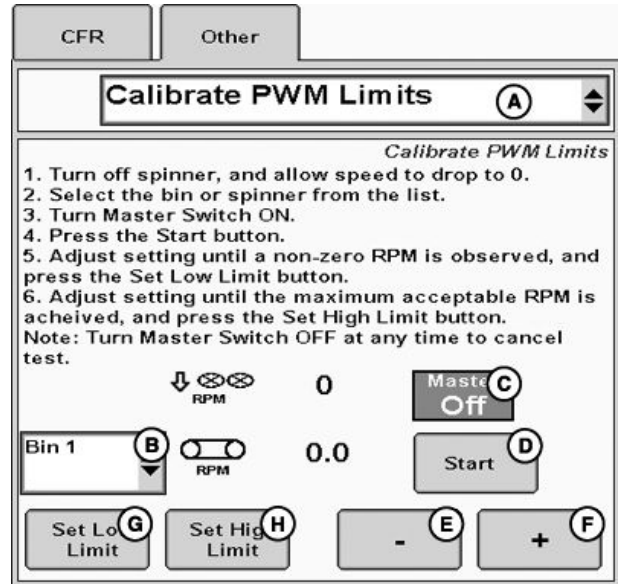 CFR
Other
Calibrate PWM Limits
A
Calibrate PWM Limits
1. Turn off spinner, and allow speed to drop to 0.
2. Select the bin or spinner from the list.
3. Turn Master Switch ON.
4. Press the Start button.
5. Adjust setting until a non-zero RPM is observed, and
press the Set Low Limit button.
6. Adjust setting until the maximum acceptable RPM is
acheived, and press the Set High Limit button.
Note: Turn Master Switch OFF at any time to cancel
test.
RPM
0
Maste
C
Off
Bin 1
B
RPM
0.0
Start
D
Set Lo
G
Limit
Set Hig
H
Limit
-
E
+
F